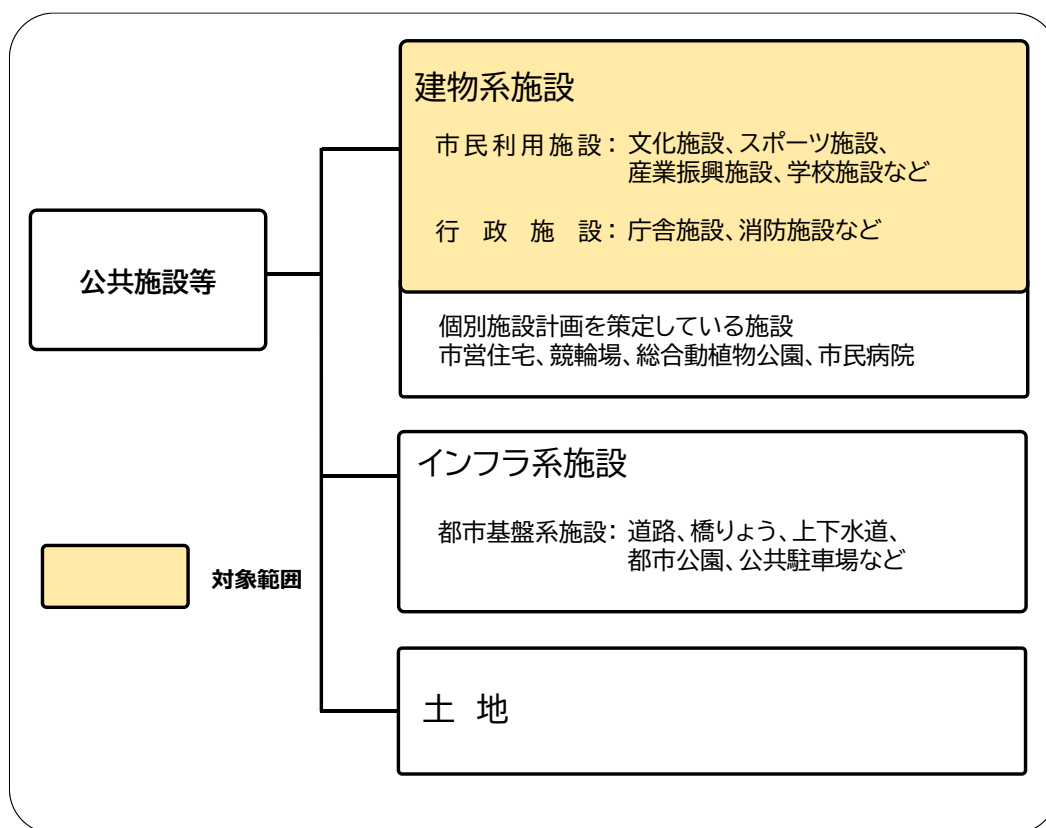 建物系施設
市民利用施設：文化施設、スポーツ施設、
産業振興施設、学校施設など
行政施設：庁舎施設、消防施設など
公共施設等
個別施設計画を策定している施設
市営住宅、競輪場、総合動植物公園、市民病院
インフラ系施設
都市基盤系施設：道路、橋りょう、上下水道、
都市公園、公共駐車場など
対象範囲
土地